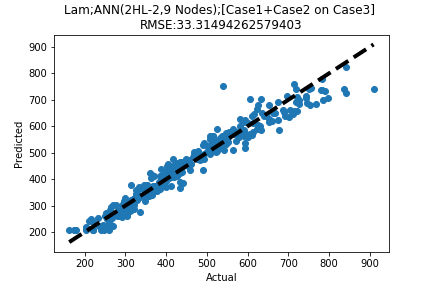 Lam;ANN(2HL-2,9 Nodes);[Case1+Case2 on Case3]
RMSE:33.31494262579403
900
800
700
600
500
400
300
200
Predicted
200 300 400 500 600 700 800 900
Actual